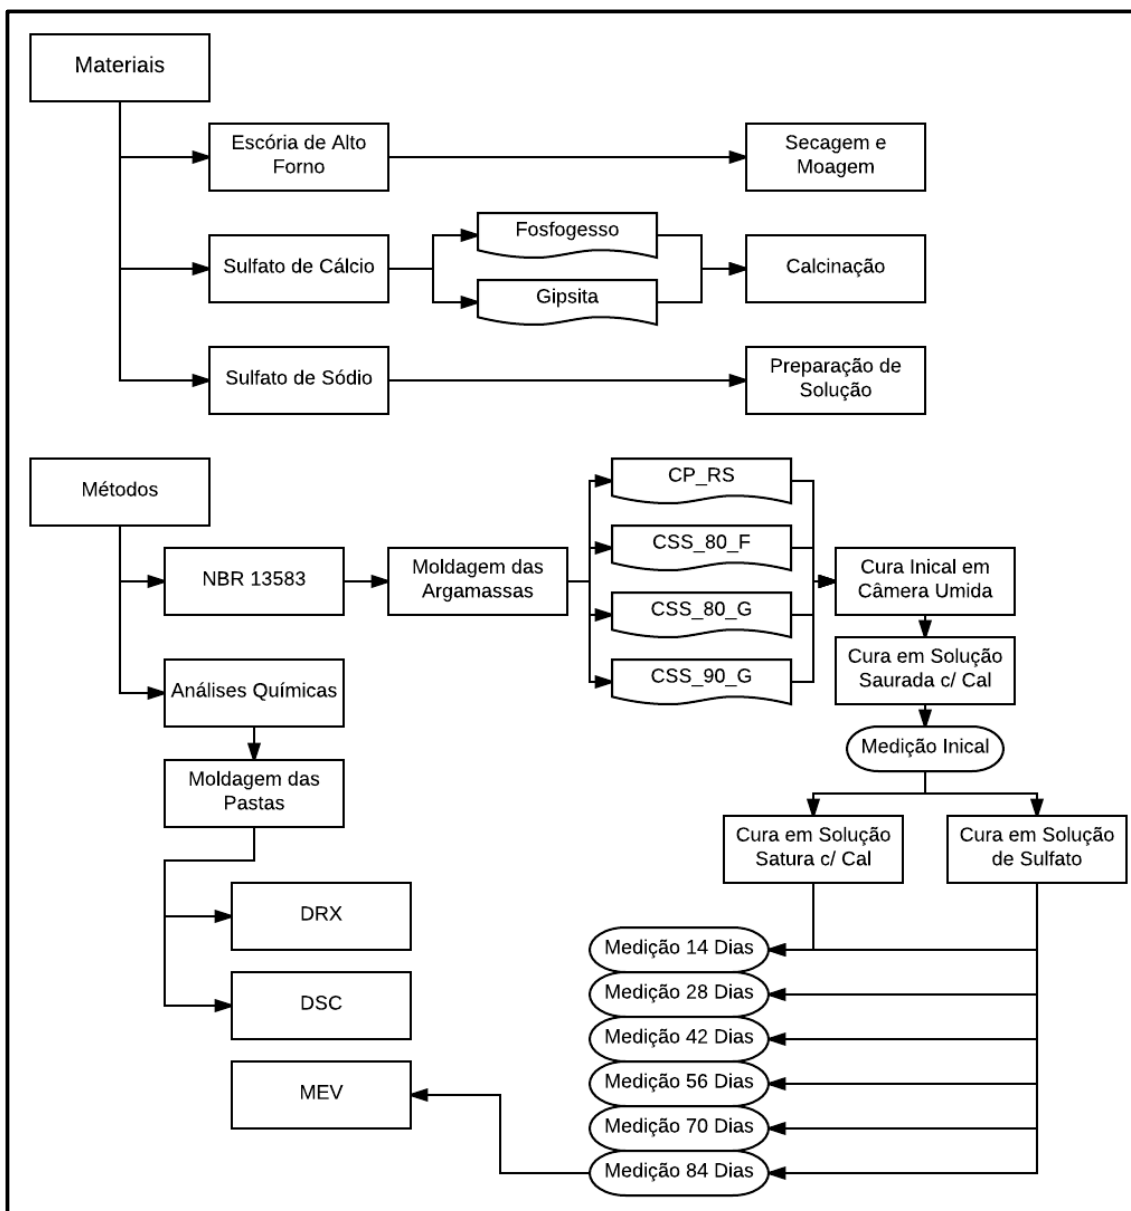 Materiais
Escória de Alto
Forno
Secagem e
Moagem
Sulfato de Cálcio
Fosfogesso
Gipsita
Calcinação
Sulfato de Sódio
Preparação de
Solução
Métodos
NBR 13583
Moldagem das
Argamassas
CP_RS
CSS_80_F
CSS_80_G
CSS_90_G
Cura Inical em
Câmera Umida
Cura em Solução
Saurada c/ Cal
Medição Inical
Cura em Solução
Satura c/ Cal
Cura em Solução
de Sulfato
Análises Químicas
Moldagem das
Pastas
DRX
DSC
MEV
Medição 14 Dias
Medição 28 Dias
Medição 42 Dias
Medição 56 Dias
Medição 70 Dias
Medição 84 Dias